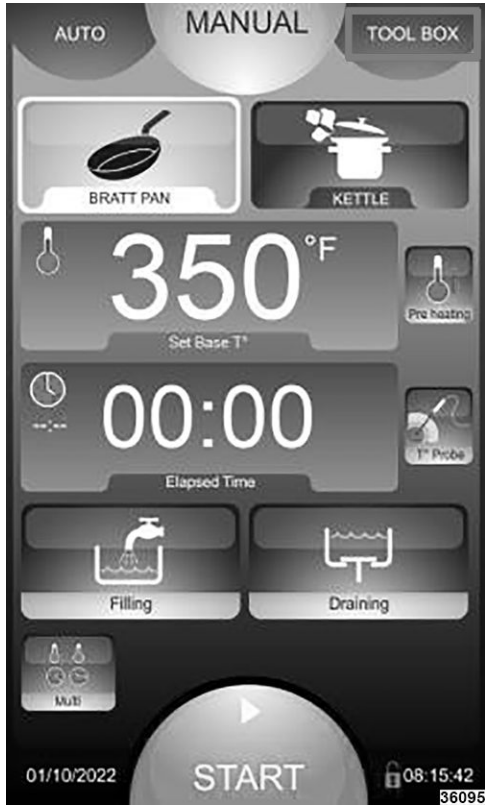 AUTO
MANUAL
TOOL BOX
BRATT PAN
KETTLE
350°F
Pre heating
Set Base T°
--:--
00:00
T° Probe
Elapsed Time
Filling
Draining
Multi
START
01/10/2022
08:15:42
36095